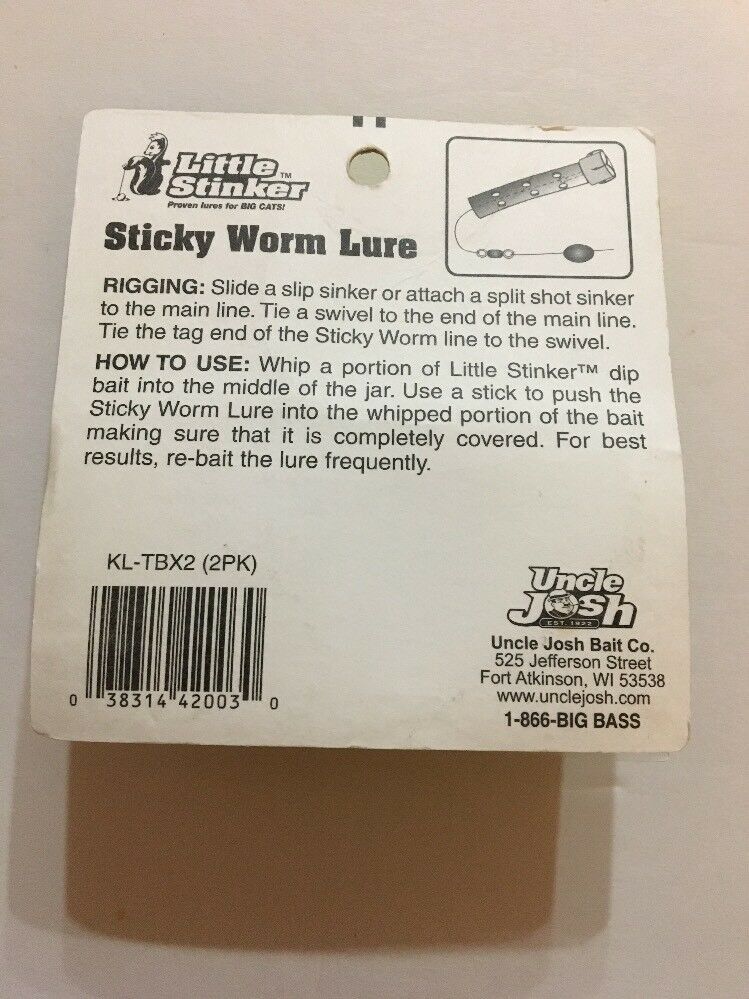 Little
Stinker™
Proven lures for BIG CATS!
Sticky Worm Lure
RIGGING: Slide a slip sinker or attach a split shot sinker
to the main line. Tie a swivel to the end of the main line.
Tie the tag end of the Sticky Worm line to the swivel.
HOW TO USE: Whip a portion of Little Stinker™ dip
bait into the middle of the jar. Use a stick to push the
Sticky Worm Lure into the whipped portion of the bait
making sure that it is completely covered. For best
results, re-bait the lure frequently.
KL-TBX2 (2PK)
0 38314 42003 0
Uncle
Josh
EST. 1922
Uncle Josh Bait Co.
525 Jefferson Street
Fort Atkinson, WI 53538
www.unclejosh.com
1-866-BIG BASS